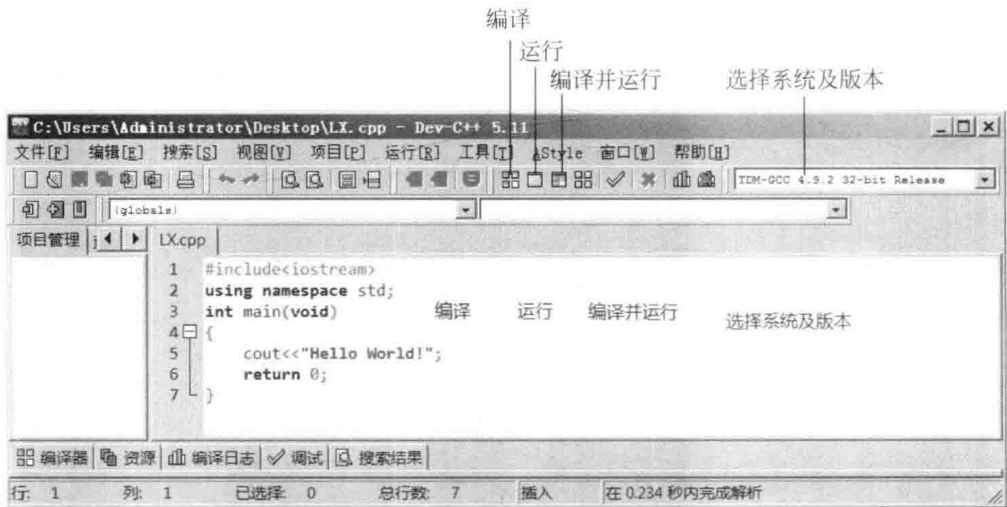 编译
运行
编译并运行 选择系统及版本
C:\Users\Administrator\Desktop\LX.cpp - Dev-C++ 5.11
文件[F] 编辑[E] 搜索[S] 视图[V] 项目[P] 运行[R] 工具[T] AStyle 窗口[W] 帮助[H]
TDM-GCC 4.9.2 32-bit Release
(globals)
项目管理 LX.cpp
1 #include<iostream>
2 using namespace std;
3 int main(void) 编译 运行 编译并运行 选择系统及版本
4 {
5 cout<<"Hello World!";
6 return 0;
7 }
编译器 资源 编译日志 调试 搜索结果
行: 1 列: 1 已选择: 0 总行数: 7 插入 在 0.234 秒内完成解析